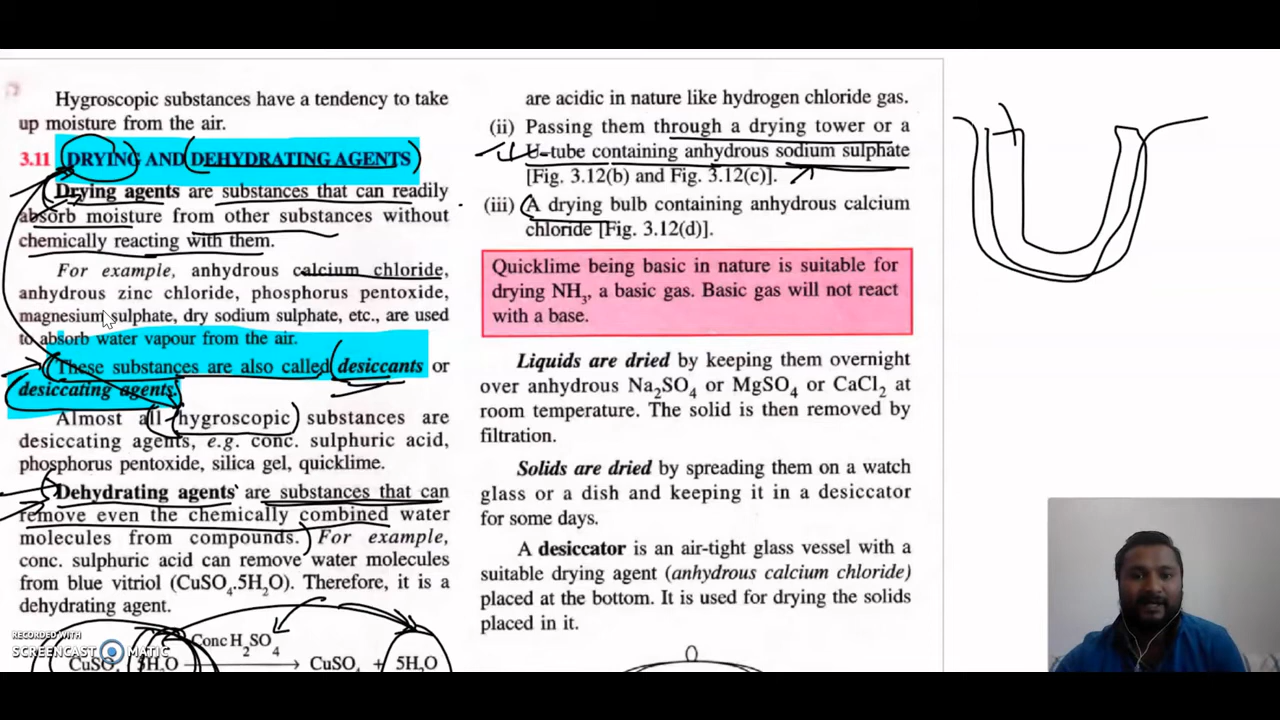 Hygroscopic substances have a tendency to take
up moisture from the air.
3.11 DRYING AND DEHYDRATING AGENTS
Drying agents are substances that can readily
absorb moisture from other substances without
chemically reacting with them.
For example, anhydrous calcium chloride,
anhydrous zinc chloride, phosphorus pentoxide,
magnesium sulphate, dry sodium sulphate, etc., are used
to absorb water vapour from the air.
These substances are also called desiccants or
desiccating agents.
Almost all hygroscopic substances are
desiccating agents, e.g. conc. sulphuric acid,
phosphorus pentoxide, silica gel, quicklime.
Dehydrating agents are substances that can
remove even the chemically combined water
molecules from compounds. For example,
conc. sulphuric acid can remove water molecules
from blue vitriol (CuSO4.5H2O). Therefore, it is a
dehydrating agent.
Conc H2SO4
CuSO4 5H2O → CuSO4 + 5H2O
are acidic in nature like hydrogen chloride gas.
(ii) Passing them through a drying tower or a
U-tube containing anhydrous sodium sulphate
[Fig. 3.12(b) and Fig. 3.12(c)].
(iii) A drying bulb containing anhydrous calcium
chloride [Fig. 3.12(d)].
Quicklime being basic in nature is suitable for
drying NH3, a basic gas. Basic gas will not react
with a base.
Liquids are dried by keeping them overnight
over anhydrous Na2SO4 or MgSO4 or CaCl2 at
room temperature. The solid is then removed by
filtration.
Solids are dried by spreading them on a watch
glass or a dish and keeping it in a desiccator
for some days.
A desiccator is an air-tight glass vessel with a
suitable drying agent (anhydrous calcium chloride)
placed at the bottom. It is used for drying the solids
placed in it.
RECORDED WITH
SCREENCAST MATIC